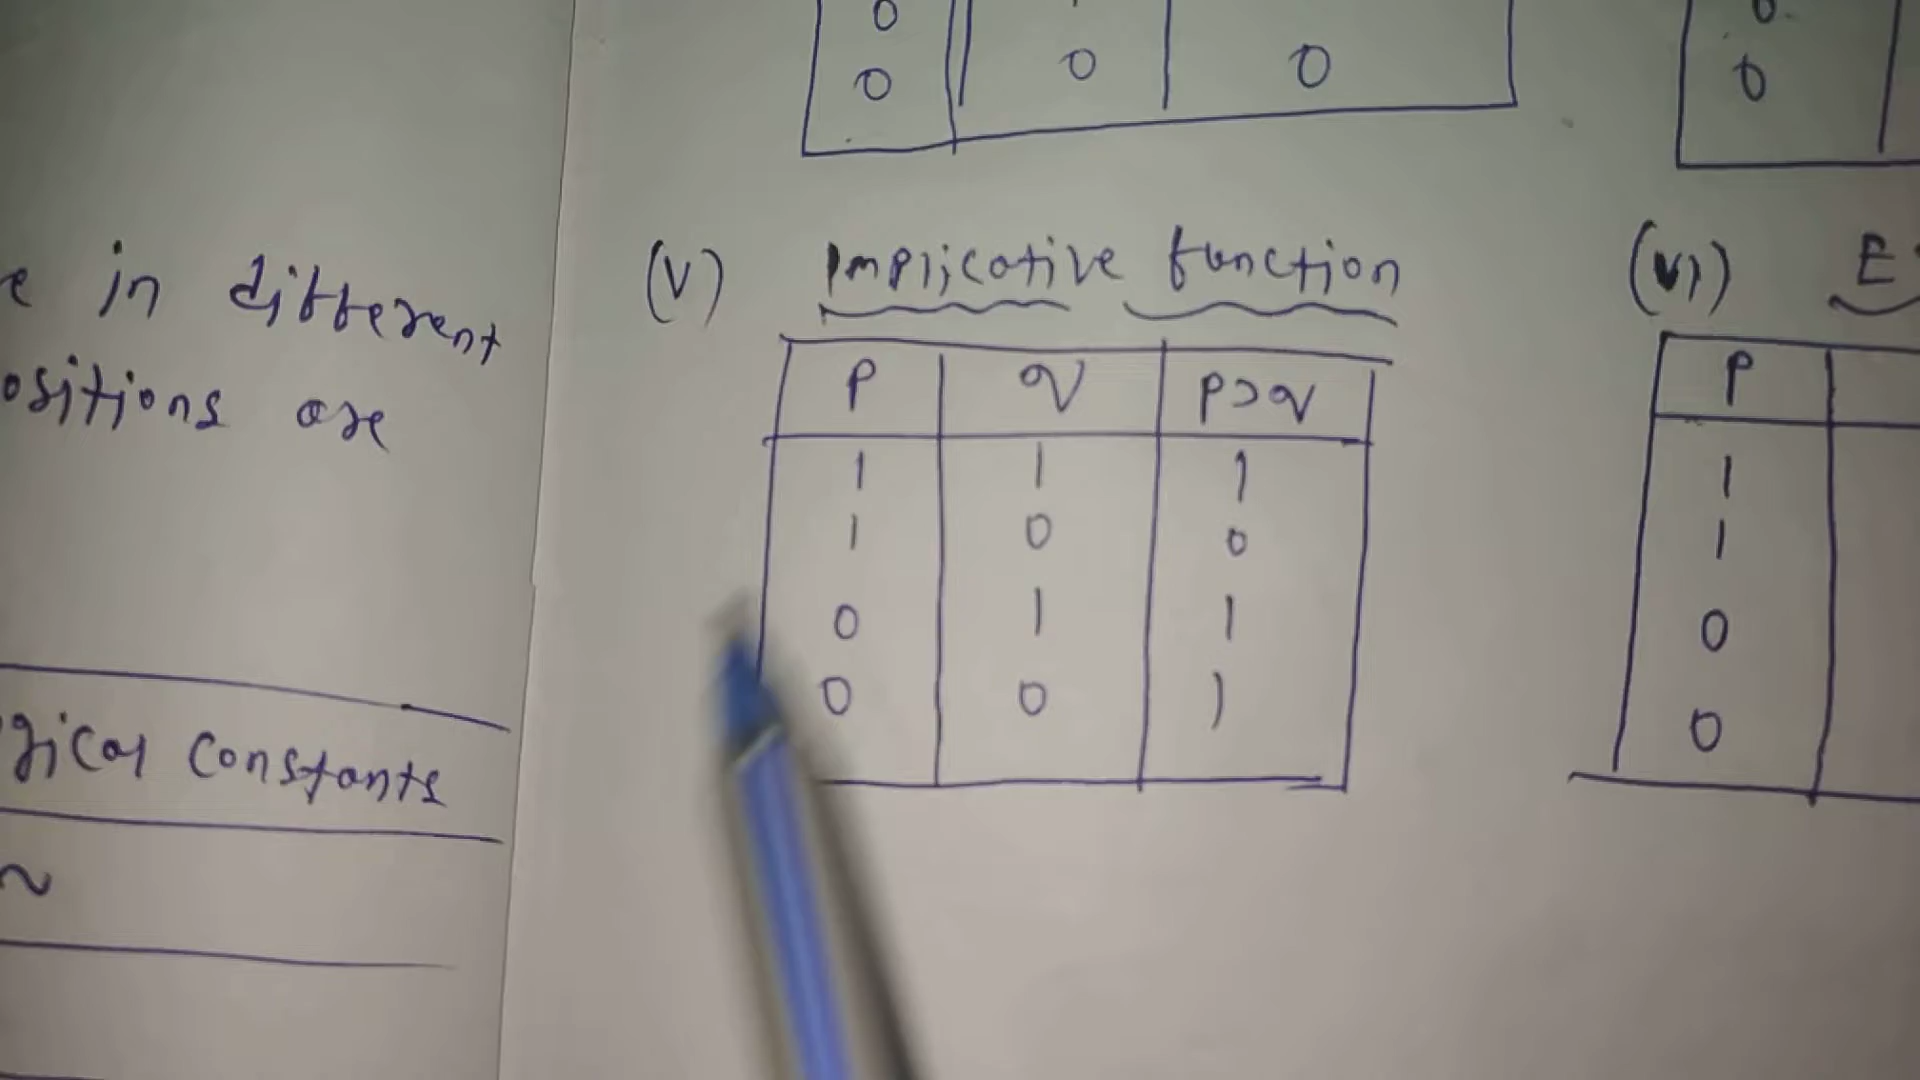 0
0 0 0
0
0
e in different
ositions are
gical constants
~
(V) Implicative function
P q P⊃q
1 1 1
1 0 0
0 1 1
0 0 1
(vi) E
P
1
1
0
0